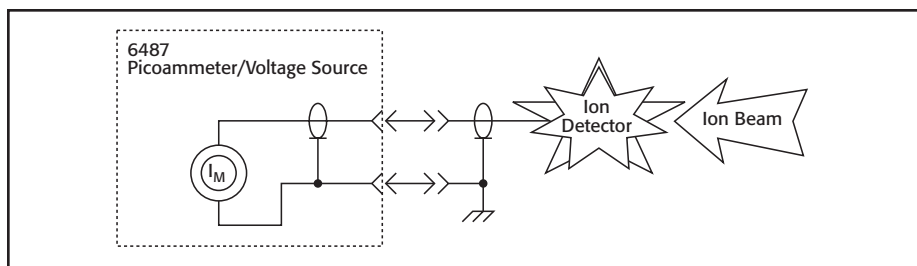 6487
Picoammeter/Voltage Source
I_M
Ion
Detector
Ion Beam